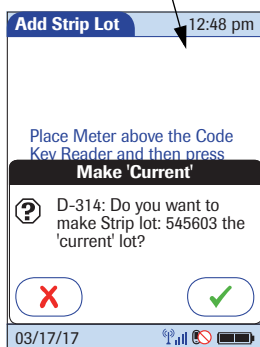 Add Strip Lot 12:48 pm
Place Meter above the Code
Key Reader and then press
Make 'Current'
D-314: Do you want to
make Strip lot: 545603 the
'current' lot?
03/17/17